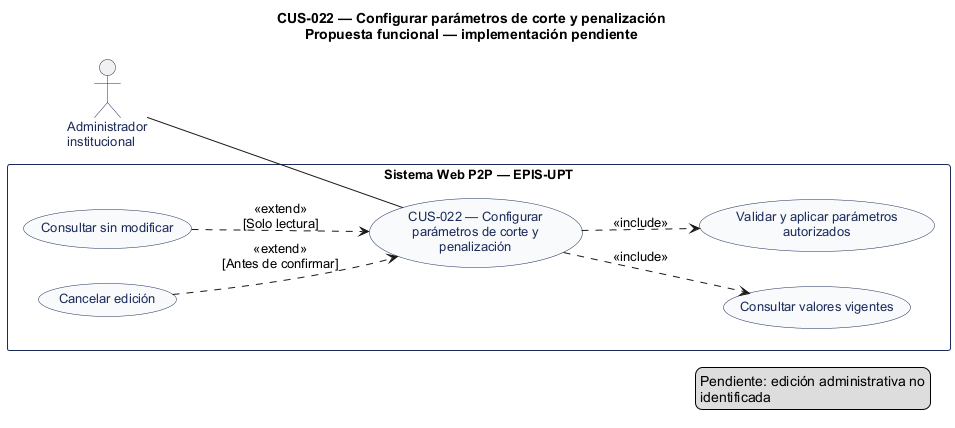 CUS-022 — Configurar parámetros de corte y penalización
Propuesta funcional — implementación pendiente
Administrador
institucional
Sistema Web P2P — EPIS-UPT
Consultar sin modificar
«extend»
[Solo lectura]
CUS-022 — Configurar
parámetros de corte y
penalización
«include»
Validar y aplicar parámetros
autorizados
Cancelar edición
«extend»
[Antes de confirmar]
«include»
Consultar valores vigentes
Pendiente: edición administrativa no
identificada